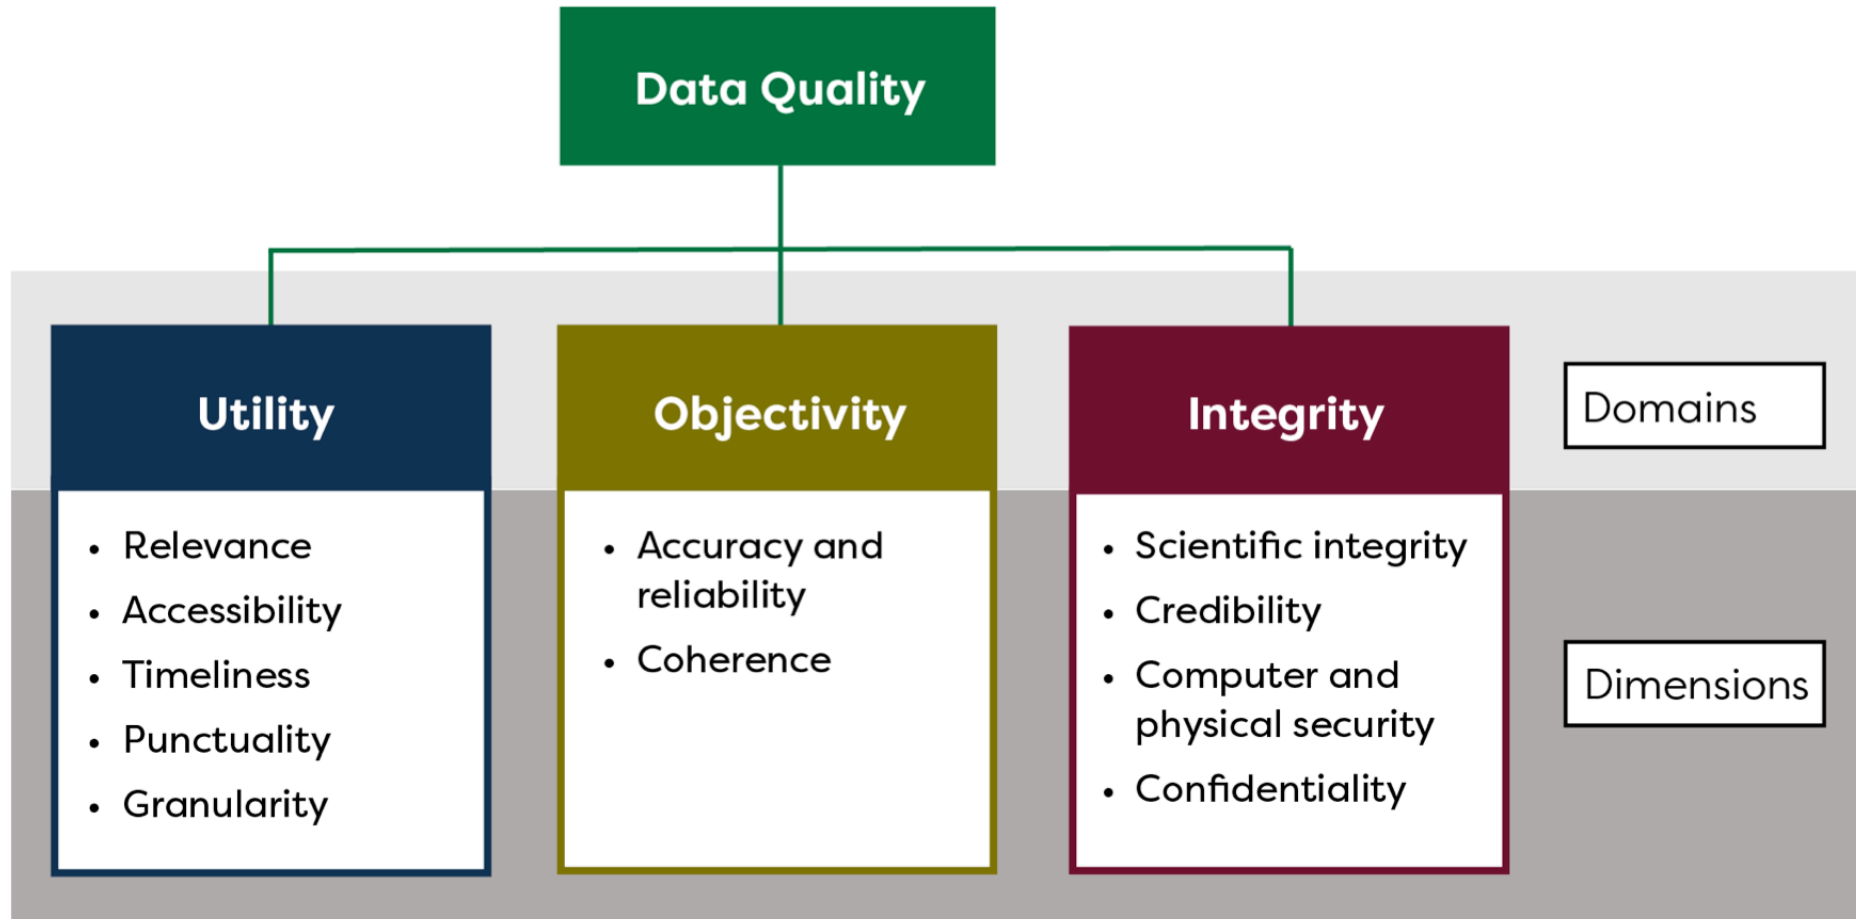 Data Quality
Utility
Objectivity
Integrity
Domains
• Relevance
• Accessibility
• Timeliness
• Punctuality
• Granularity
• Accuracy and
reliability
• Coherence
• Scientific integrity
• Credibility
• Computer and
physical security
• Confidentiality
Dimensions